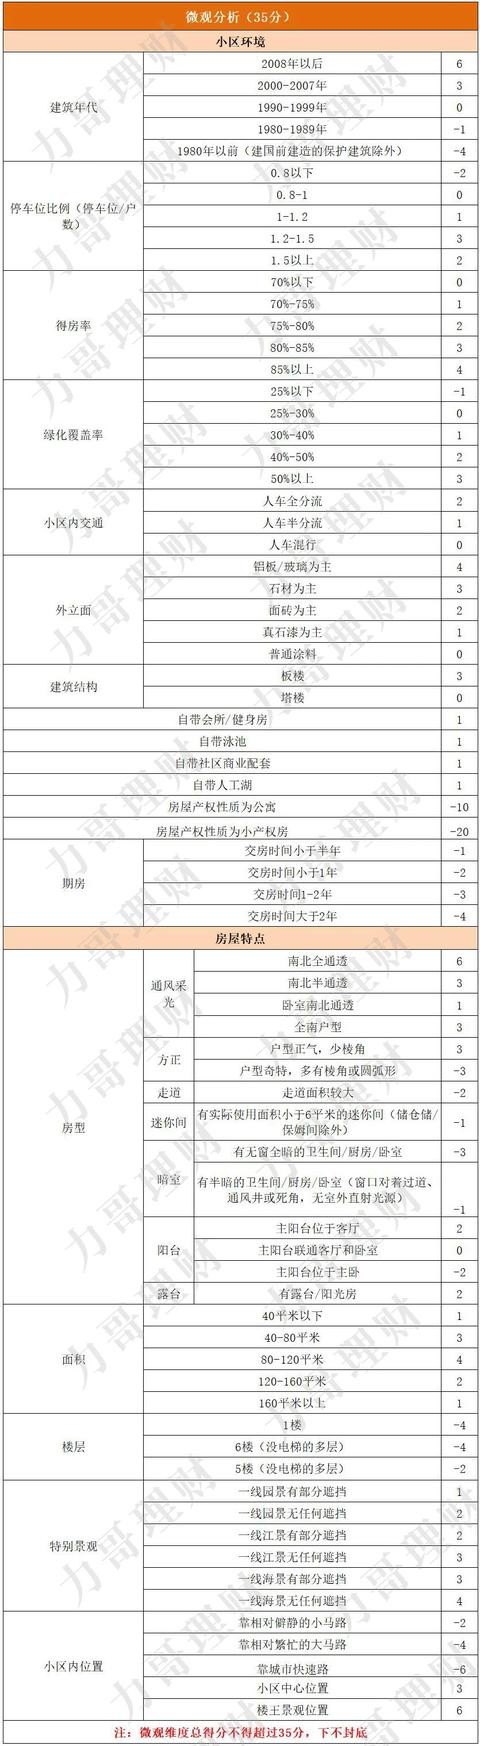 微观分析（35分）
小区环境
建筑年代
2008年以后 6
2000-2007年 3
1990-1999年 0
1980-1989年 -1
1980年以前（建国前建造的保护建筑除外） -4
停车位比例（停车位/户数）
0.8以下 -2
0.8-1 0
1-1.2 1
1.2-1.5 3
1.5以上 2
得房率
70%以下 0
70%-75% 1
75%-80% 2
80%-85% 3
85%以上 4
绿化覆盖率
25%以下 -1
25%-30% 0
30%-40% 1
40%-50% 2
50%以上 3
小区内交通
人车全分流 2
人车半分流 1
人车混行 0
外立面
铝板/玻璃为主 4
石材为主 3
面砖为主 2
真石漆为主 1
普通涂料 0
建筑结构
板楼 3
塔楼 0
自带会所/健身房 1
自带泳池 1
自带社区商业配套 1
自带人工湖 1
房屋产权性质为公寓 -10
房屋产权性质为小产权房 -20
期房
交房时间小于半年 -1
交房时间小于1年 -2
交房时间1-2年 -3
交房时间大于2年 -4
房屋特点
房型
通风采光
南北全通透 6
南北半通透 3
卧室南北通透 1
全南户型 3
方正
户型正气，少棱角 3
户型奇特，多有棱角或圆弧形 -3
走道
走道面积较大 -2
迷你间
有实际使用面积小于6平米的迷你间（储仓储/保姆间除外） -1
暗室
有无窗全暗的卫生间/厨房/卧室 -3
有半暗的卫生间/厨房/卧室（窗口对着过道、通风井或死角，无室外直射光源） -1
阳台
主阳台位于客厅 2
主阳台联通客厅和卧室 0
主阳台位于主卧 -2
露台
有露台/阳光房 2
面积
40平米以下 1
40-80平米 3
80-120平米 4
120-160平米 2
160平米以上 1
楼层
1楼 -4
6楼（没电梯的多层） -4
5楼（没电梯的多层） -2
特别景观
一线园景有部分遮挡 1
一线园景无任何遮挡 2
一线江景有部分遮挡 2
一线江景无任何遮挡 3
一线海景有部分遮挡 3
一线海景无任何遮挡 4
小区内位置
靠相对僻静的小马路 -2
靠相对繁忙的大马路 -4
靠城市快速路 -6
小区中心位置 3
楼王景观位置 6
注：微观维度总得分不得超过35分，下不封底
力哥理财